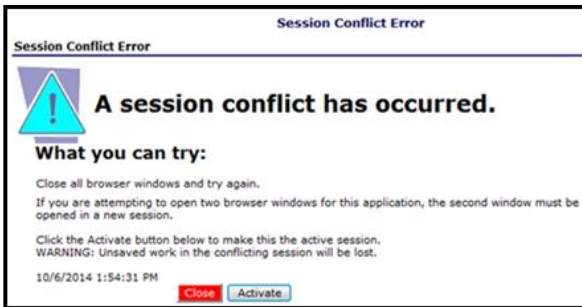 Session Conflict Error
Session Conflict Error
A session conflict has occurred.
What you can try:
Close all browser windows and try again.
If you are attempting to open two browser windows for this application, the second window must be
opened in a new session.
Click the Activate button below to make this the active session.
WARNING: Unsaved work in the conflicting session will be lost.
10/6/2014 1:54:31 PM
Close Activate